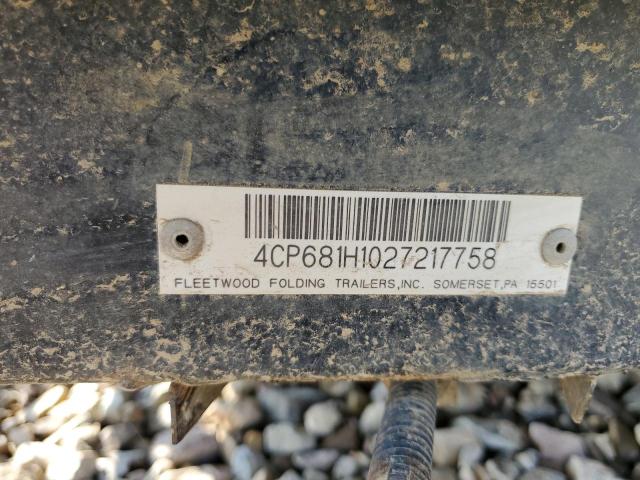 4CP681H1027217758
FLEETWOOD FOLDING TRAILERS,INC. SOMERSET,PA 15501